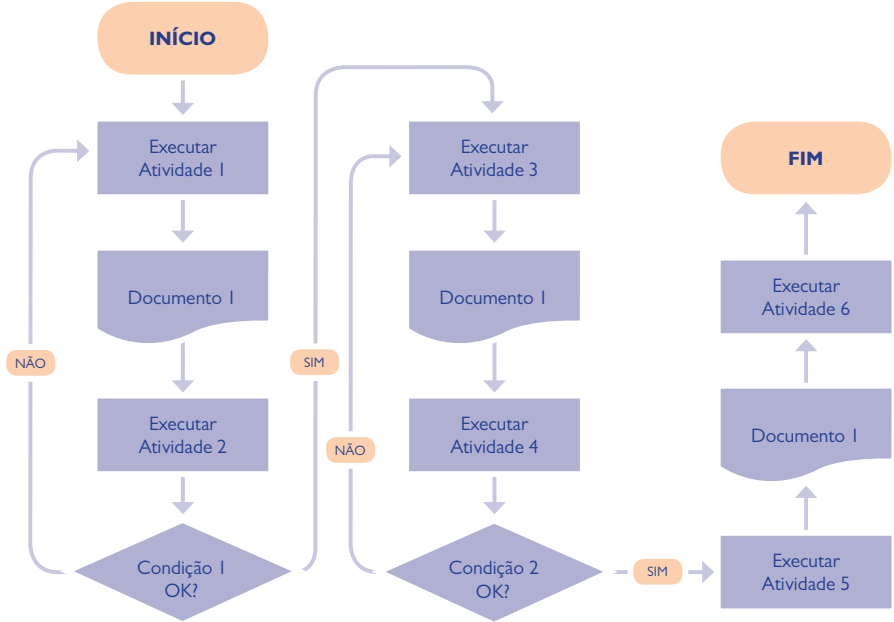 INÍCIO
Executar
Atividade 1
Documento 1
NÃO
Executar
Atividade 2
Condição 1
OK?
SIM
Executar
Atividade 3
Documento 1
NÃO
Executar
Atividade 4
Condição 2
OK?
SIM
Executar
Atividade 5
Documento 1
Executar
Atividade 6
FIM